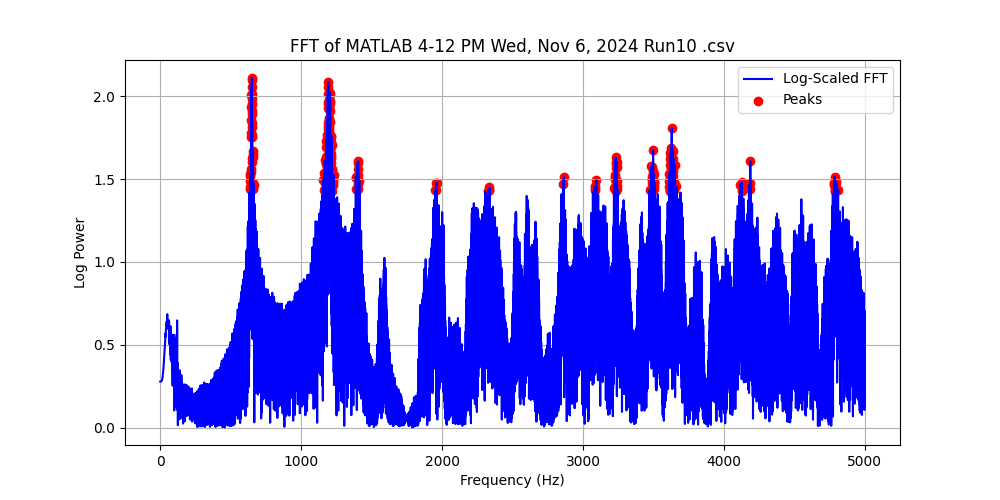 FFT of MATLAB 4-12 PM Wed, Nov 6, 2024 Run10 .csv
Log-Scaled FFT
Peaks
2.0
1.5
1.0
0.5
0.0
Log Power
0 1000 2000 3000 4000 5000
Frequency (Hz)